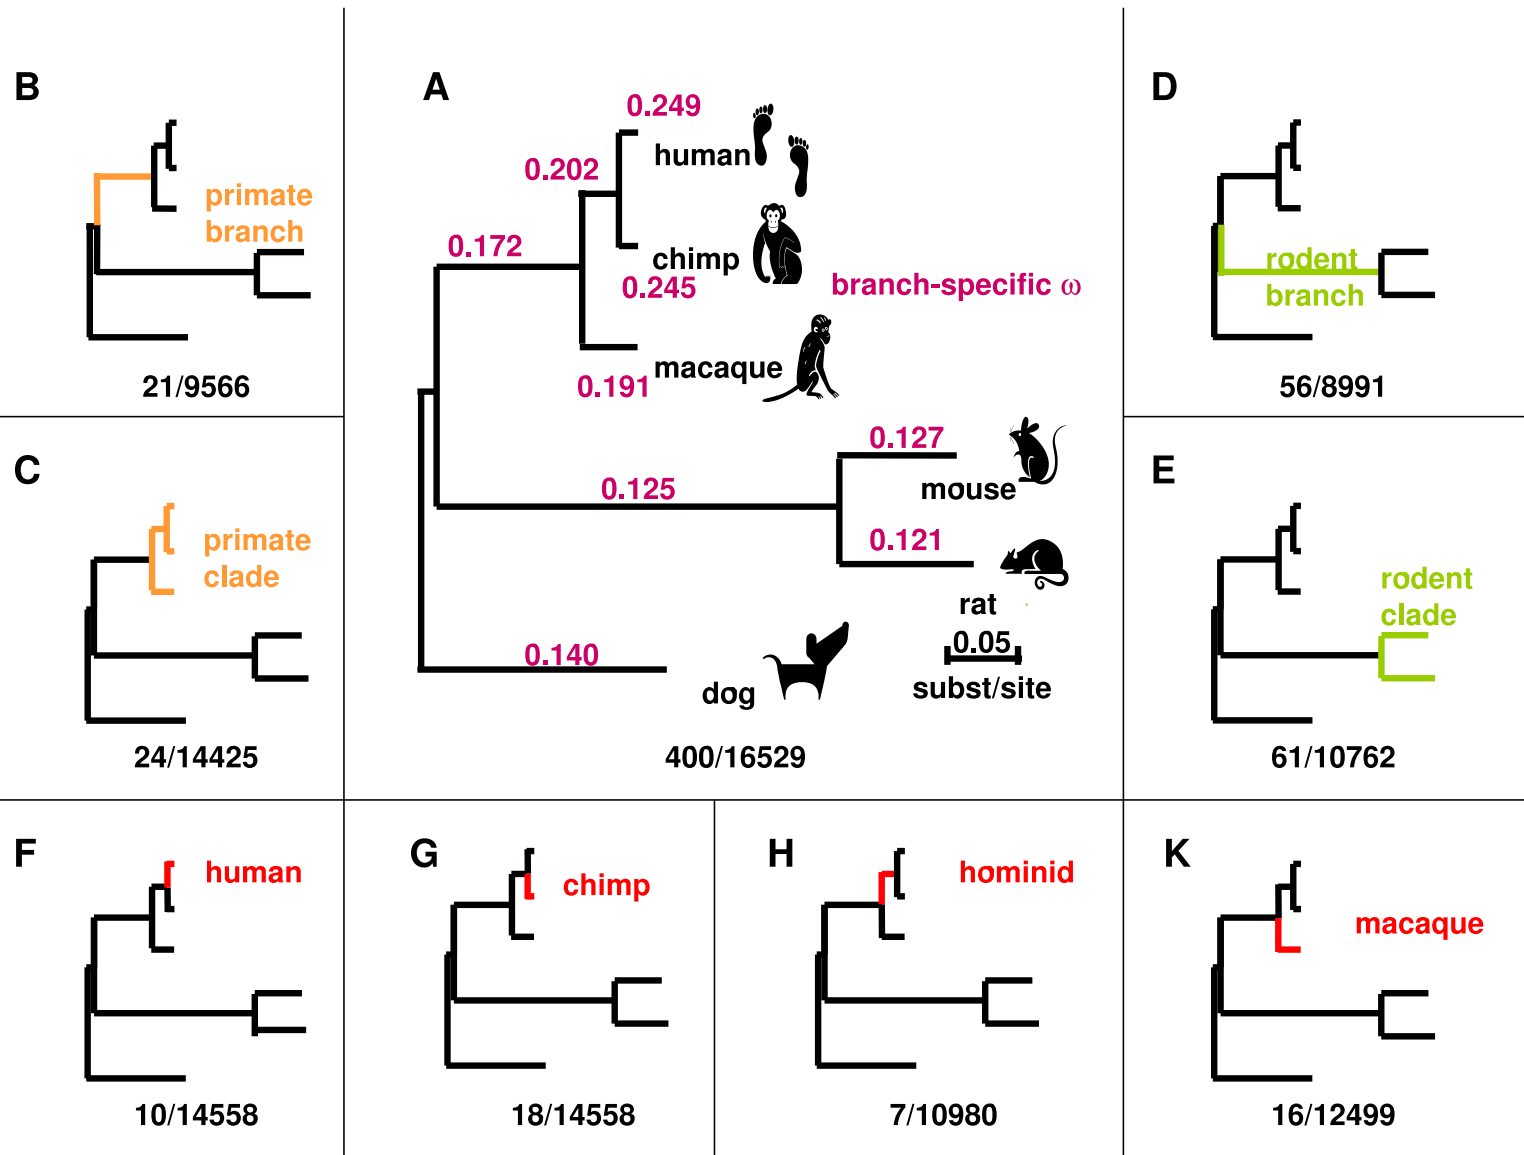 B
primate
branch
21/9566
A
0.249
human
0.202
chimp
0.245
0.172
branch-specific ω
macaque
0.191
0.127
mouse
0.125
0.121
rat
0.05
subst/site
0.140
dog
400/16529
D
rodent
branch
56/8991
C
primate
clade
24/14425
E
rodent
clade
61/10762
F
human
10/14558
G
chimp
18/14558
H
hominid
7/10980
K
macaque
16/12499